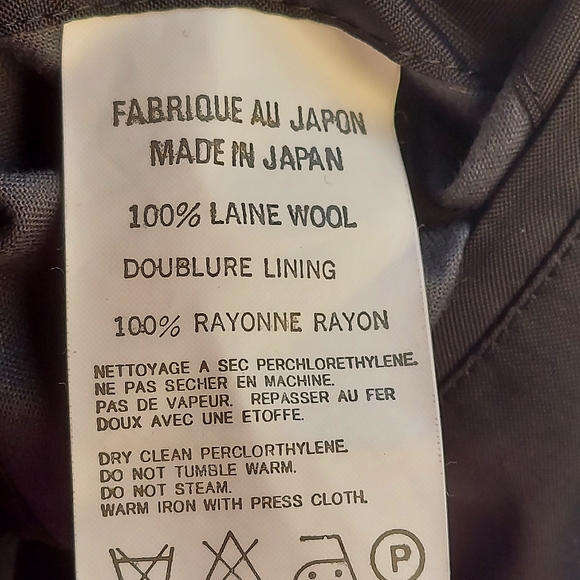 FABRIQUE AU JAPON
MADE IN JAPAN
100% LAINE WOOL
DOUBLURE LINING
100% RAYONNE RAYON
NETTOYAGE A SEC PERCHLORETHYLENE.
NE PAS SECHER EN MACHINE.
PAS DE VAPEUR. REPASSER AU FER
DOUX AVEC UNE ETOFFE.
DRY CLEAN PERCLORTHYLENE.
DO NOT TUMBLE WARM.
DO NOT STEAM.
WARM IRON WITH PRESS CLOTH.
P